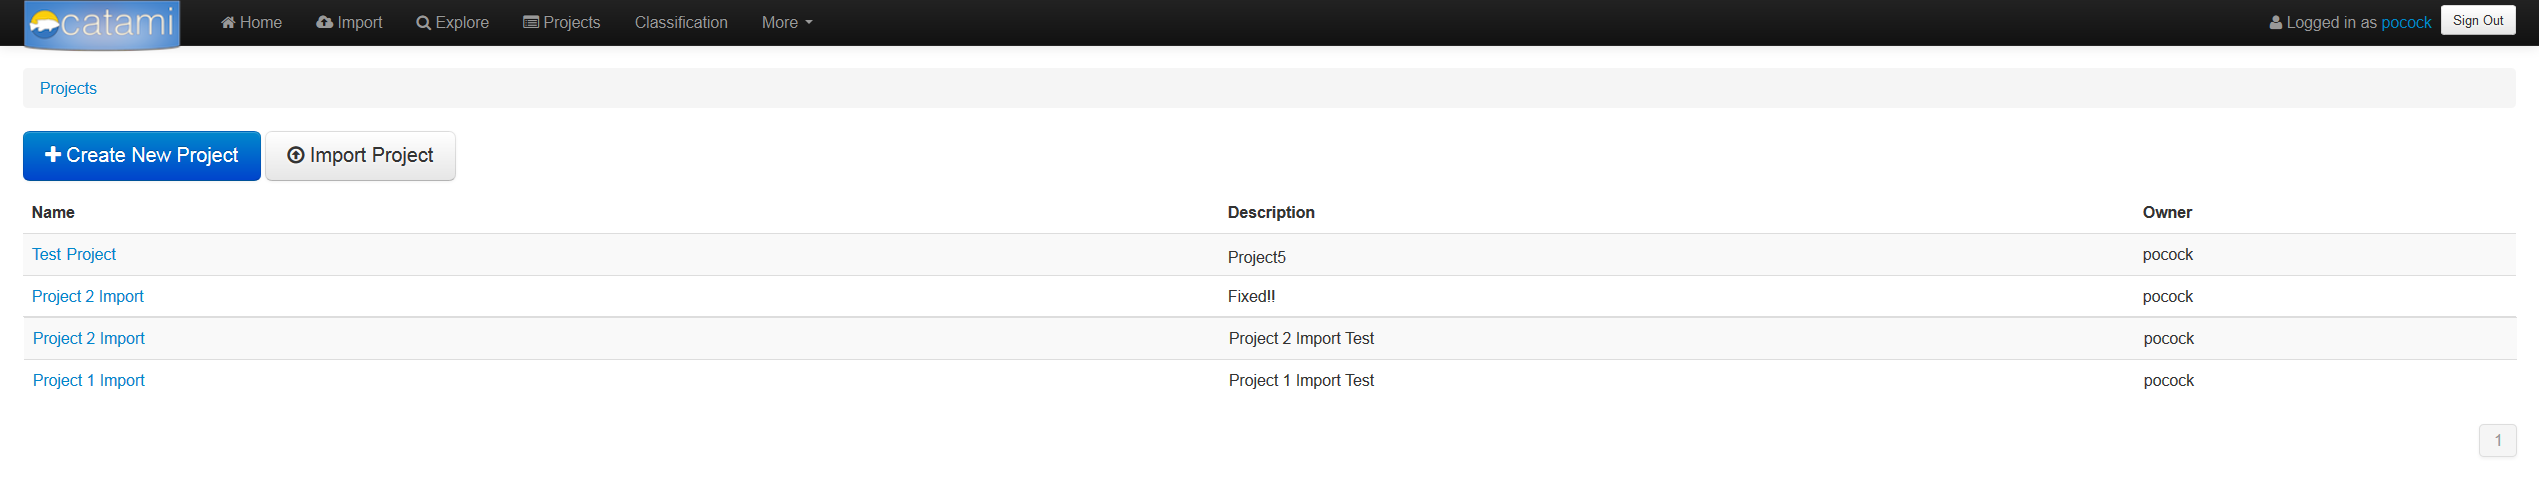 catami Home Import Explore Projects Classification More Logged in as pocock Sign Out
Projects
Create New Project Import Project
Name Description Owner
Test Project Project5 pocock
Project 2 Import Fixed!! pocock
Project 2 Import Project 2 Import Test pocock
Project 1 Import Project 1 Import Test pocock
1